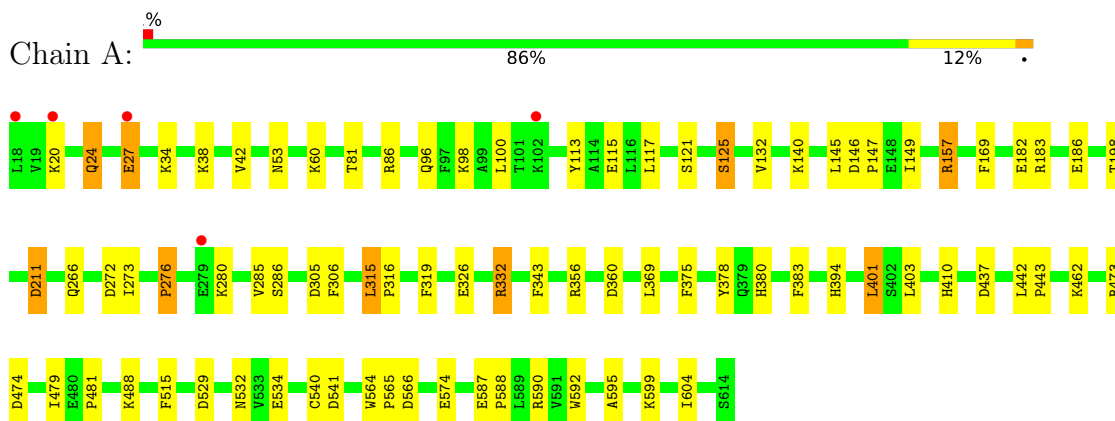 %
Chain A:
86% 12% •
L18 V19 K20 Q24 E27 K34 K38 V42 N53 K60 T81 R86 Q96 F97 K98 A99 L100 T101 K102 Y113 A114 E115 L116 L117 S121 S125 V132 K140 L145 D146 P147 E148 I149 R157 F169 E182 R183 E186 T198
D211 Q266 D272 I273 P276 E279 K280 V285 S286 D305 F306 L315 P316 F319 E326 R332 F343 R356 D360 L369 F375 Y378 Q379 H380 F383 H394 L401 S402 L403 H410 D437 L442 P443 K462
D474 I479 E480 P481 K488 F515 D529 N532 V533 E534 C540 D541 W564 P565 D566 E574 E587 P588 L589 R590 V591 W592 A595 K599 I604 S614